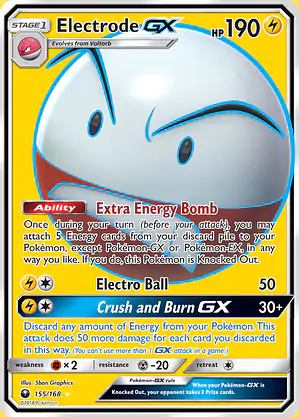 STAGE 1
Electrode GX
HP 190
Evolves from Voltorb
Ability Extra Energy Bomb
Once during your turn (before your attack), you may
attach 5 Energy cards from your discard pile to your
Pokémon, except Pokémon-GX or Pokémon-EX, in
any way you like. If you do, this Pokémon is Knocked Out.
Electro Ball 50
Crash and Burn GX 30+
Discard any amount of Energy from your Pokémon. This
attack does 50 more damage for each card you discarded
in this way. (You can't use more than 1 GX attack in a game.)
weakness ×2 resistance -20 retreat
Illus. 5ban Graphics
155/168
©2018 Pokémon
Pokémon-GX rule
When your Pokémon-GX is
Knocked Out, your opponent takes 2 Prize cards.